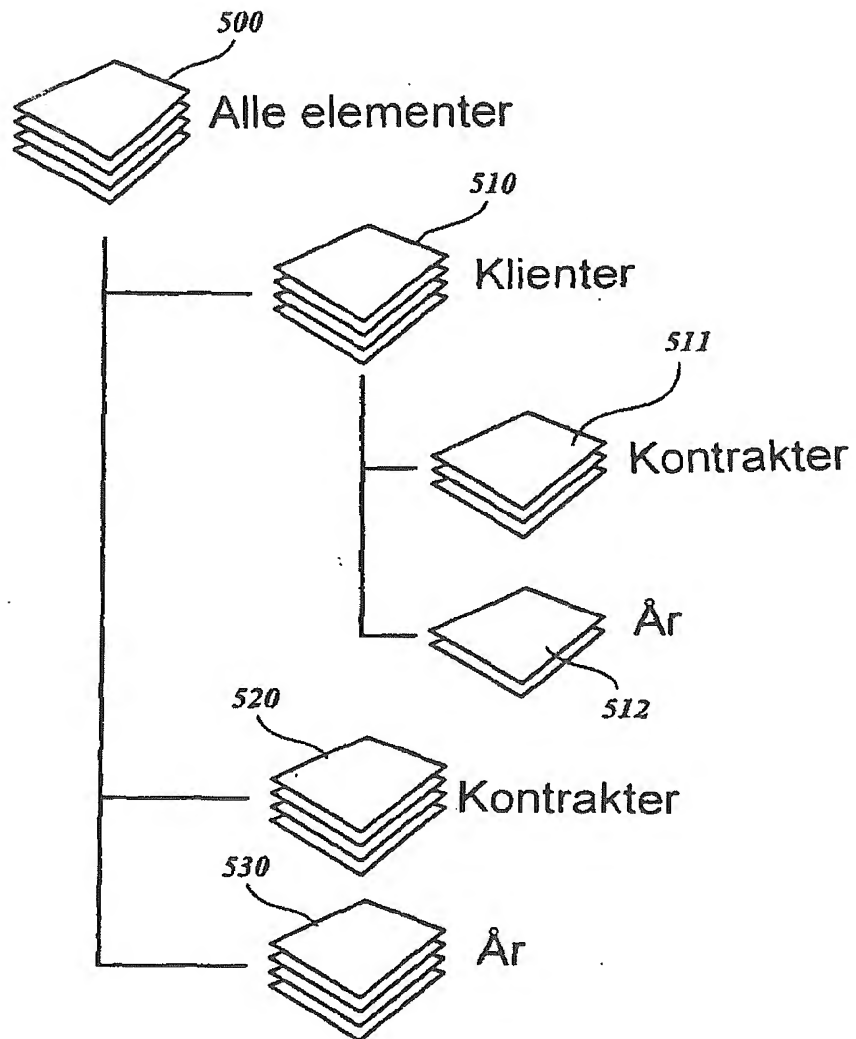 500
Alle elementer
510
Klienter
511
Kontrakter
År
512
520
Kontrakter
530
År